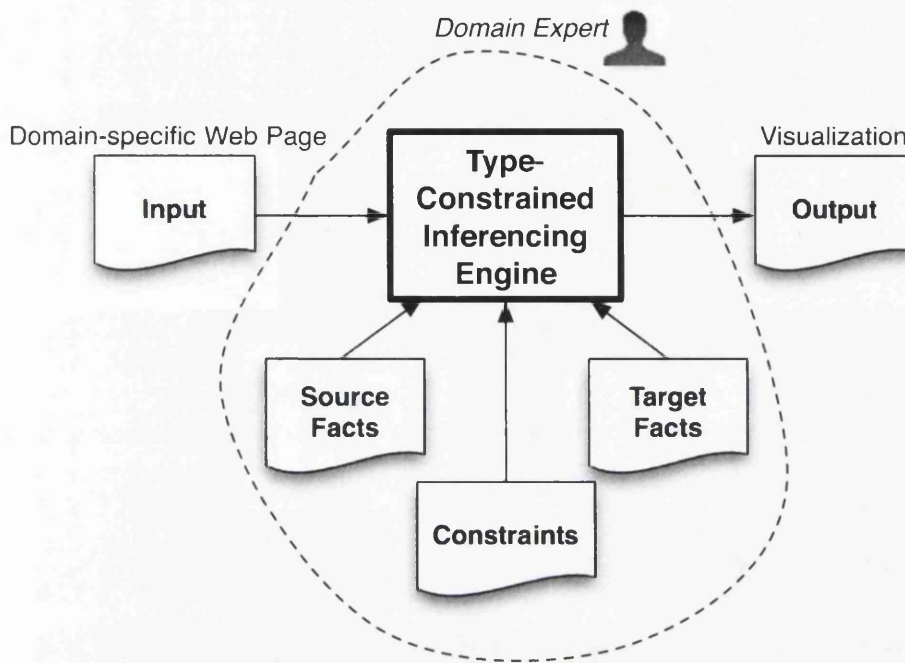 Domain Expert
Domain-specific Web Page
Visualization
Input
Type-
Constrained
Inferencing
Engine
Output
Source
Facts
Target
Facts
Constraints